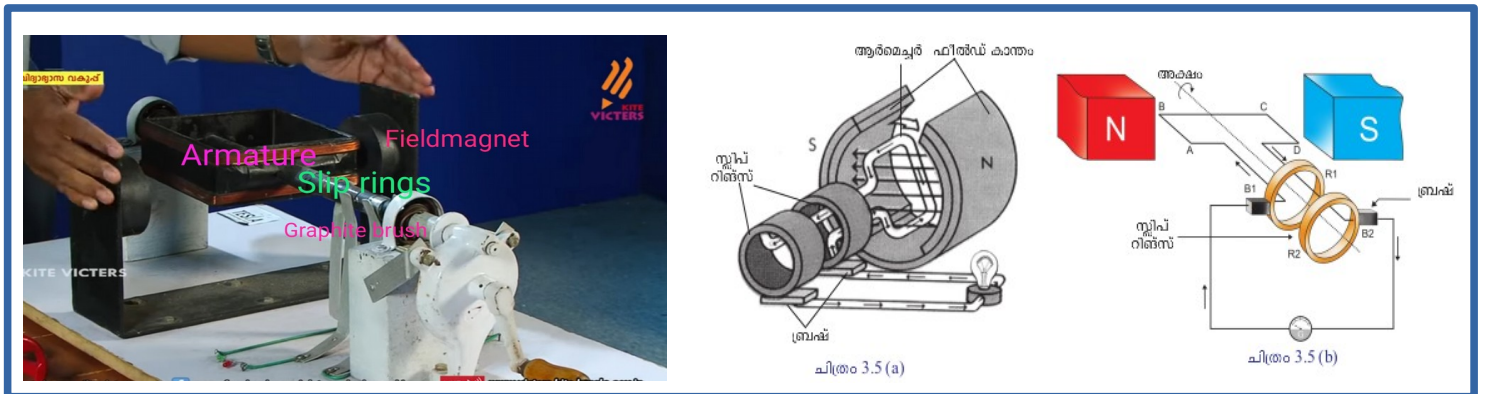 വിദ്യാഭ്യാസ വകുപ്പ്
KITE
VICTERS
Fieldmagnet
Armature
Slip rings
Graphite brush
KITE VICTERS
ആർമെച്ചർ ഫീൽഡ് കാന്തം
S
N
സ്ലിപ്
റിങ്സ്
ബ്രഷ്
ചിത്രം 3.5 (a)
അക്ഷം
N
S
B
C
A
D
R1
B1
ബ്രഷ്
B2
സ്ലിപ്
റിങ്സ്
R2
ചിത്രം 3.5 (b)